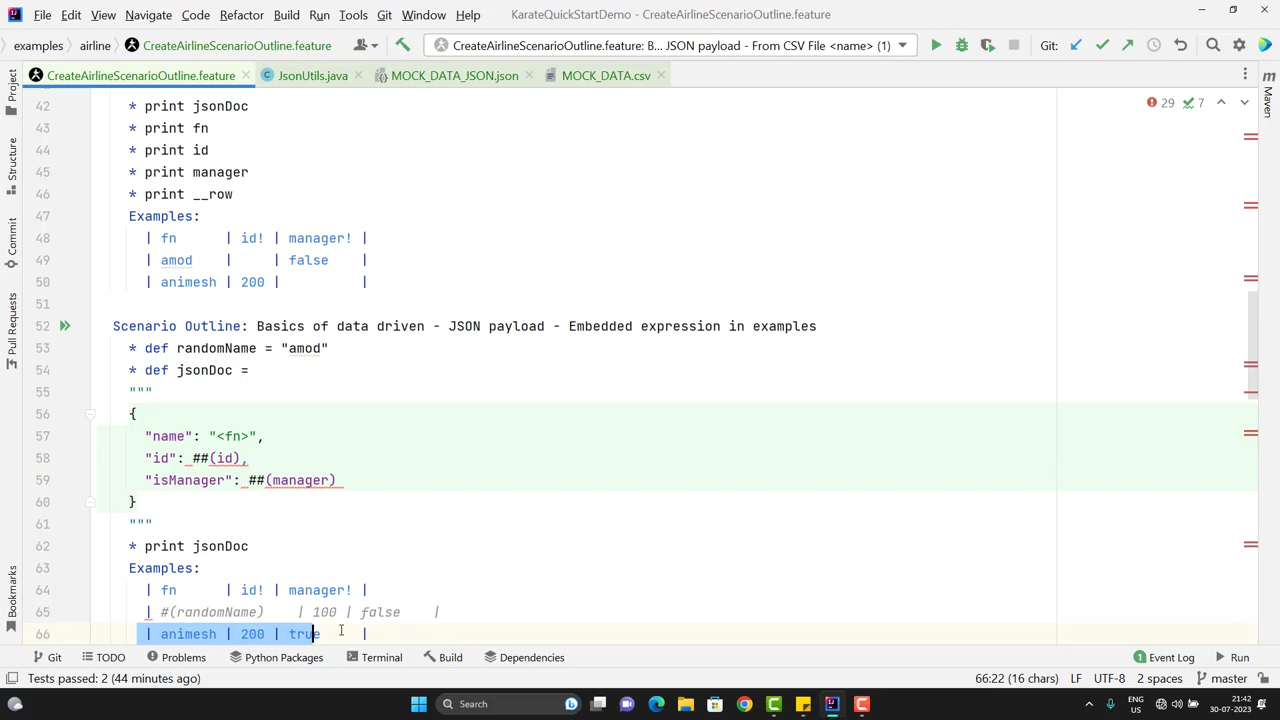 File Edit View Navigate Code Refactor Build Run Tools Git Window Help KarateQuickStartDemo - CreateAirlineScenarioOutline.feature
examples airline CreateAirlineScenarioOutline.feature CreateAirlineScenarioOutline.feature: B... JSON payload - From CSV File <name> (1) Git:
CreateAirlineScenarioOutline.feature JsonUtils.java MOCK_DATA_JSON.json MOCK_DATA.csv
Project
Structure
Commit
Pull Requests
Bookmarks
Maven
29 7
42 * print jsonDoc
43 * print fn
44 * print id
45 * print manager
46 * print __row
47 Examples:
48 | fn | id! | manager! |
49 | amod | | false |
50 | animesh | 200 | |
51
52 Scenario Outline: Basics of data driven - JSON payload - Embedded expression in examples
53 * def randomName = "amod"
54 * def jsonDoc =
55 """
56 {
57 "name": "<fn>",
58 "id": ##(id),
59 "isManager": ##(manager)
60 }
61 """
62 * print jsonDoc
63 Examples:
64 | fn | id! | manager! |
65 | #(randomName) | 100 | false |
66 | animesh | 200 | true |
Git TODO Problems Python Packages Terminal Build Dependencies 1 Event Log Run
Tests passed: 2 (44 minutes ago) 66:22 (16 chars) LF UTF-8 2 spaces master
Search ENG US 21:42 30-07-2023